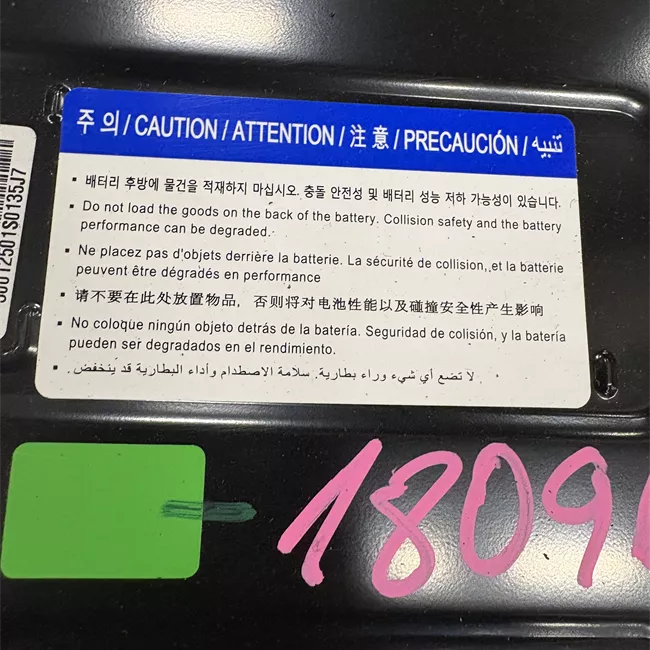 주 의 / CAUTION / ATTENTION / 注 意 / PRECAUCIÓN / تنبيه
▪ 배터리 후방에 물건을 적재하지 마십시오. 충돌 안전성 및 배터리 성능 저하 가능성이 있습니다.
▪ Do not load the goods on the back of the battery. Collision safety and the battery
performance can be degraded.
▪ Ne placez pas d'objets derrière la batterie. La sécurité de collision, et la batterie
peuvent être dégradés en performance
▪ 请不要在此处放置物品，否则将对电池性能以及碰撞安全性产生影响
▪ No coloque ningún objeto detrás de la batería. Seguridad de colisión, y la batería
pueden ser degradados en el rendimiento.
▪ لا تضع أي شيء وراء بطارية. سلامة الاصطدام وأداء البطارية قد ينخفض.
1809